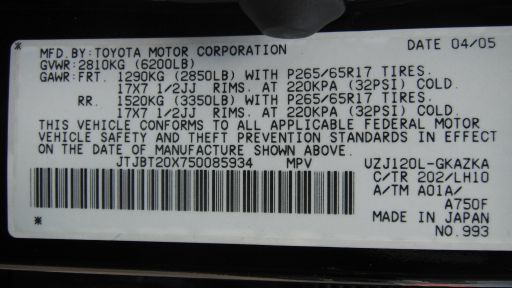 MFD.BY:TOYOTA MOTOR CORPORATION DATE 04/05
GVWR:2810KG (6200LB)
GAWR:FRT. 1290KG (2850LB) WITH P265/65R17 TIRES.
17X7 1/2JJ RIMS. AT 220KPA (32PSI) COLD.
RR. 1520KG (3350LB) WITH P265/65R17 TIRES.
17X7 1/2JJ RIMS. AT 220KPA (32PSI) COLD.
THIS VEHICLE CONFORMS TO ALL APPLICABLE FEDERAL MOTOR
VEHICLE SAFETY AND THEFT PREVENTION STANDARDS IN EFFECT
ON THE DATE OF MANUFACTURE SHOWN ABOVE.
JTJBT20X750085934 MPV UZJ120L-GKAZKA
C/TR 202/LH10
A/TM A01A/
A750F
MADE IN JAPAN
NO.993